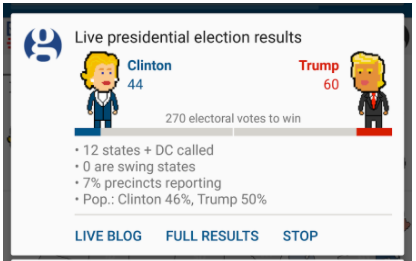 g
Live presidential election results
Clinton
44
Trump
60
270 electoral votes to win
• 12 states + DC called
• 0 are swing states
• 7% precincts reporting
• Pop.: Clinton 46%, Trump 50%
LIVE BLOG FULL RESULTS STOP